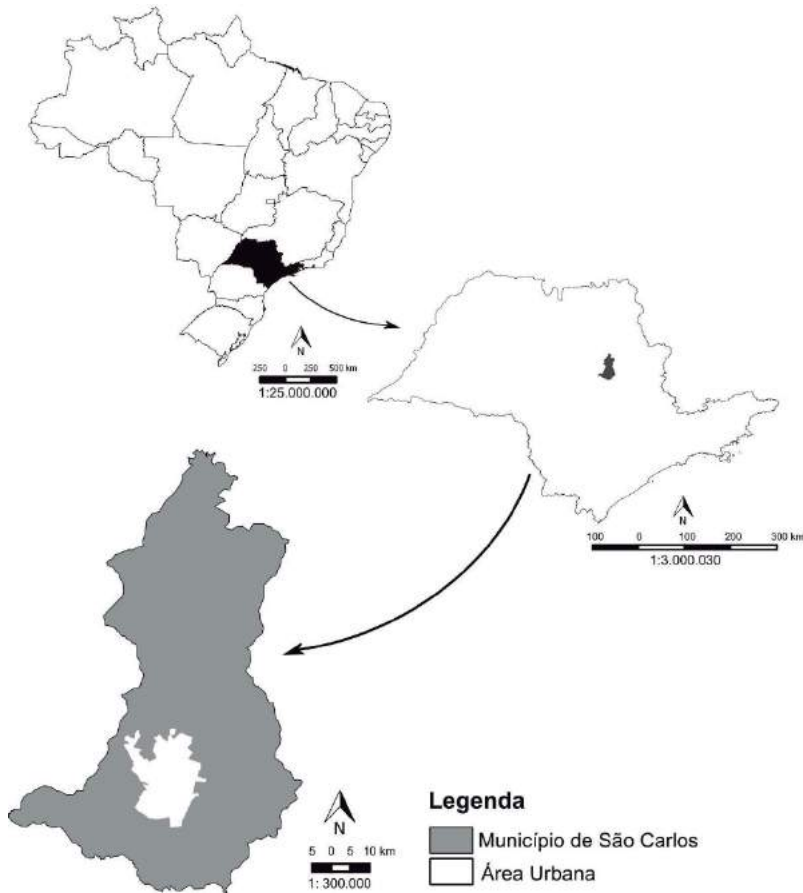 N
250 0 250 500 km
1:25.000.000
N
100 0 100 200 300 km
1:3.000.030
N
5 0 5 10 km
1: 300.000
Legenda
Município de São Carlos
Área Urbana